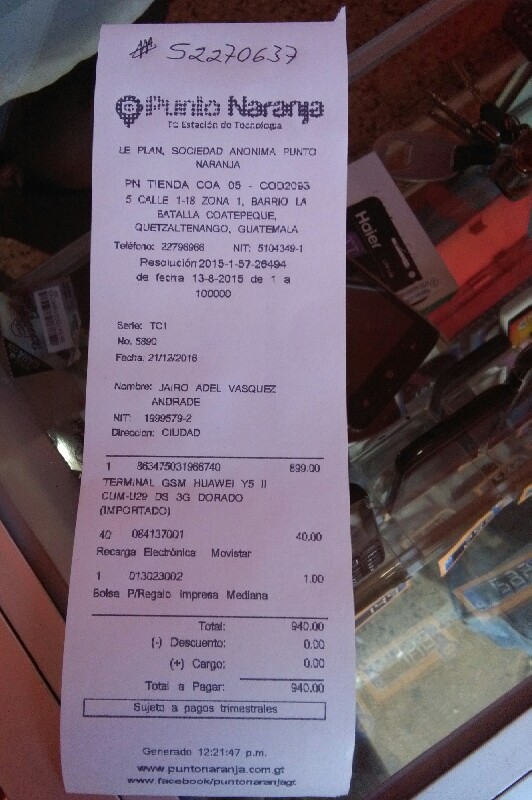 # 52270637
Punto Naranja
Tu Estación de Tecnología
LE PLAN, SOCIEDAD ANONIMA PUNTO
NARANJA
PN TIENDA COA 05 - COD2093
5 CALLE 1-18 ZONA 1, BARRIO LA
BATALLA COATEPEQUE,
QUETZALTENANGO, GUATEMALA
Teléfono: 22796966 NIT: 5104349-1
Resolución 2015-1-57-26494
de fecha 13-8-2015 de 1 a
100000
Serie: TC1
No. 5890
Fecha: 21/12/2016
Nombre: JAIRO ADEL VASQUEZ
ANDRADE
NIT: 1999579-2
Direccion: CIUDAD
1 863475031966740 899.00
TERMINAL GSM HUAWEI Y5 II
CUM-U29 DS 3G DORADO
(IMPORTADO)
40 084137001 40.00
Recarga Electrónica Movistar
1 013023002 1.00
Bolsa P/Regalo Impresa Mediana
Total: 940.00
(-) Descuento: 0.00
(+) Cargo: 0.00
Total a Pagar: 940.00
Sujeto a pagos trimestrales
Generado 12:21:47 p.m.
www.puntonaranja.com.gt
www.facebook/puntonaranjagt
Haier